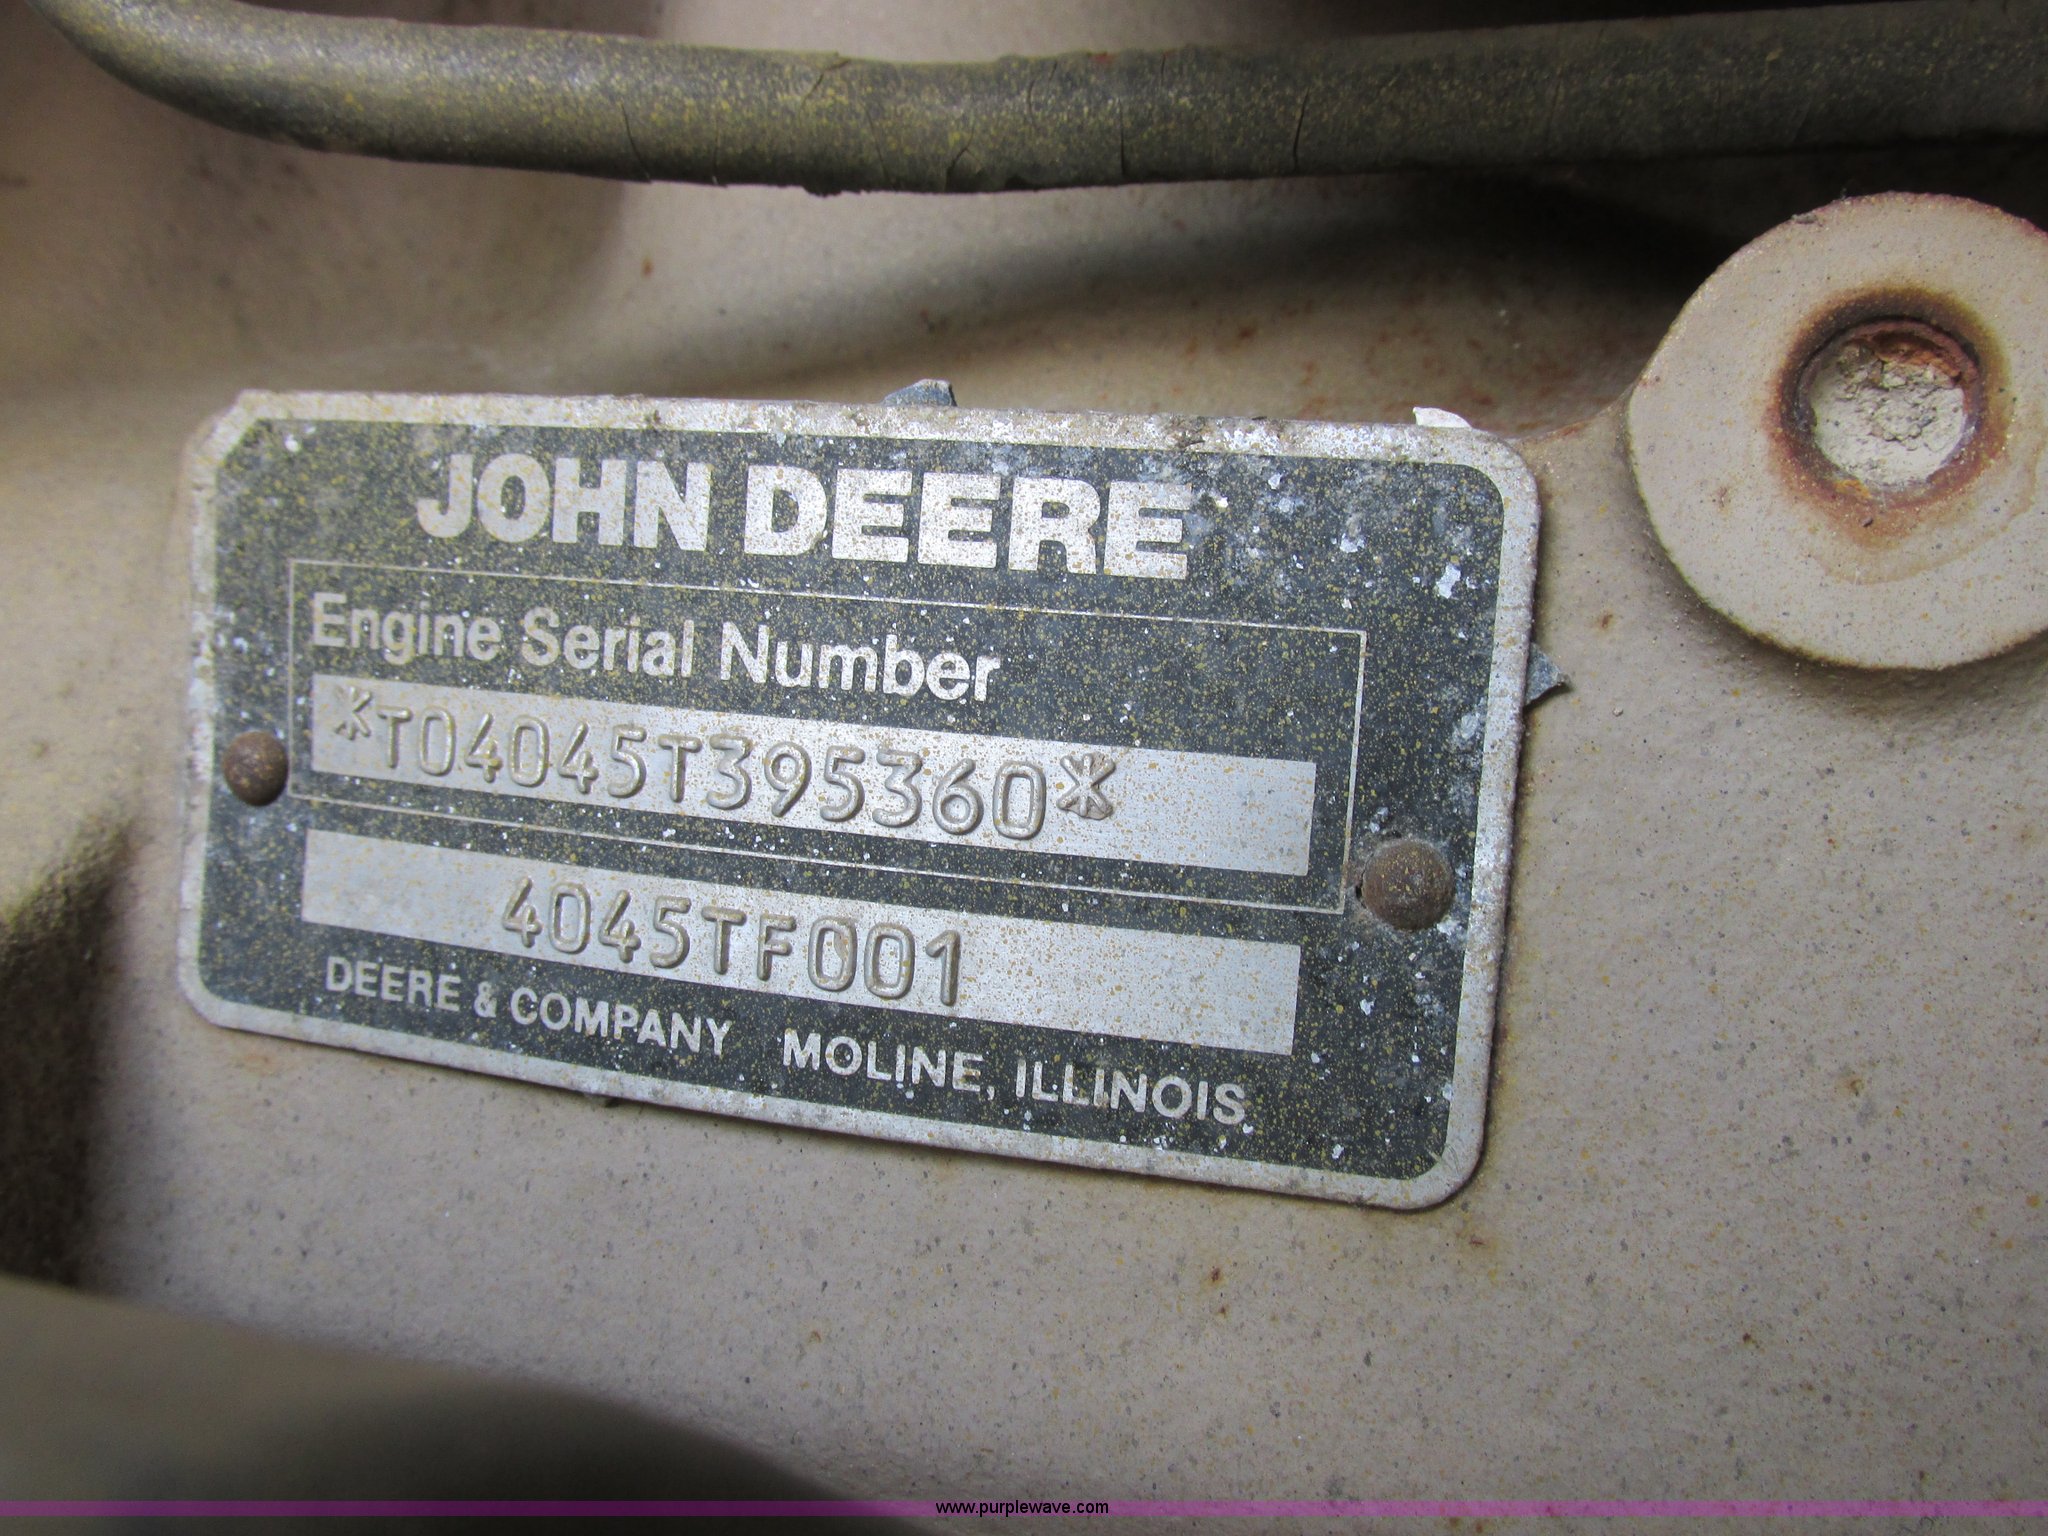 JOHN DEERE
Engine Serial Number
*T04045T395360*
4045TF001
DEERE & COMPANY MOLINE, ILLINOIS
www.purplewave.com